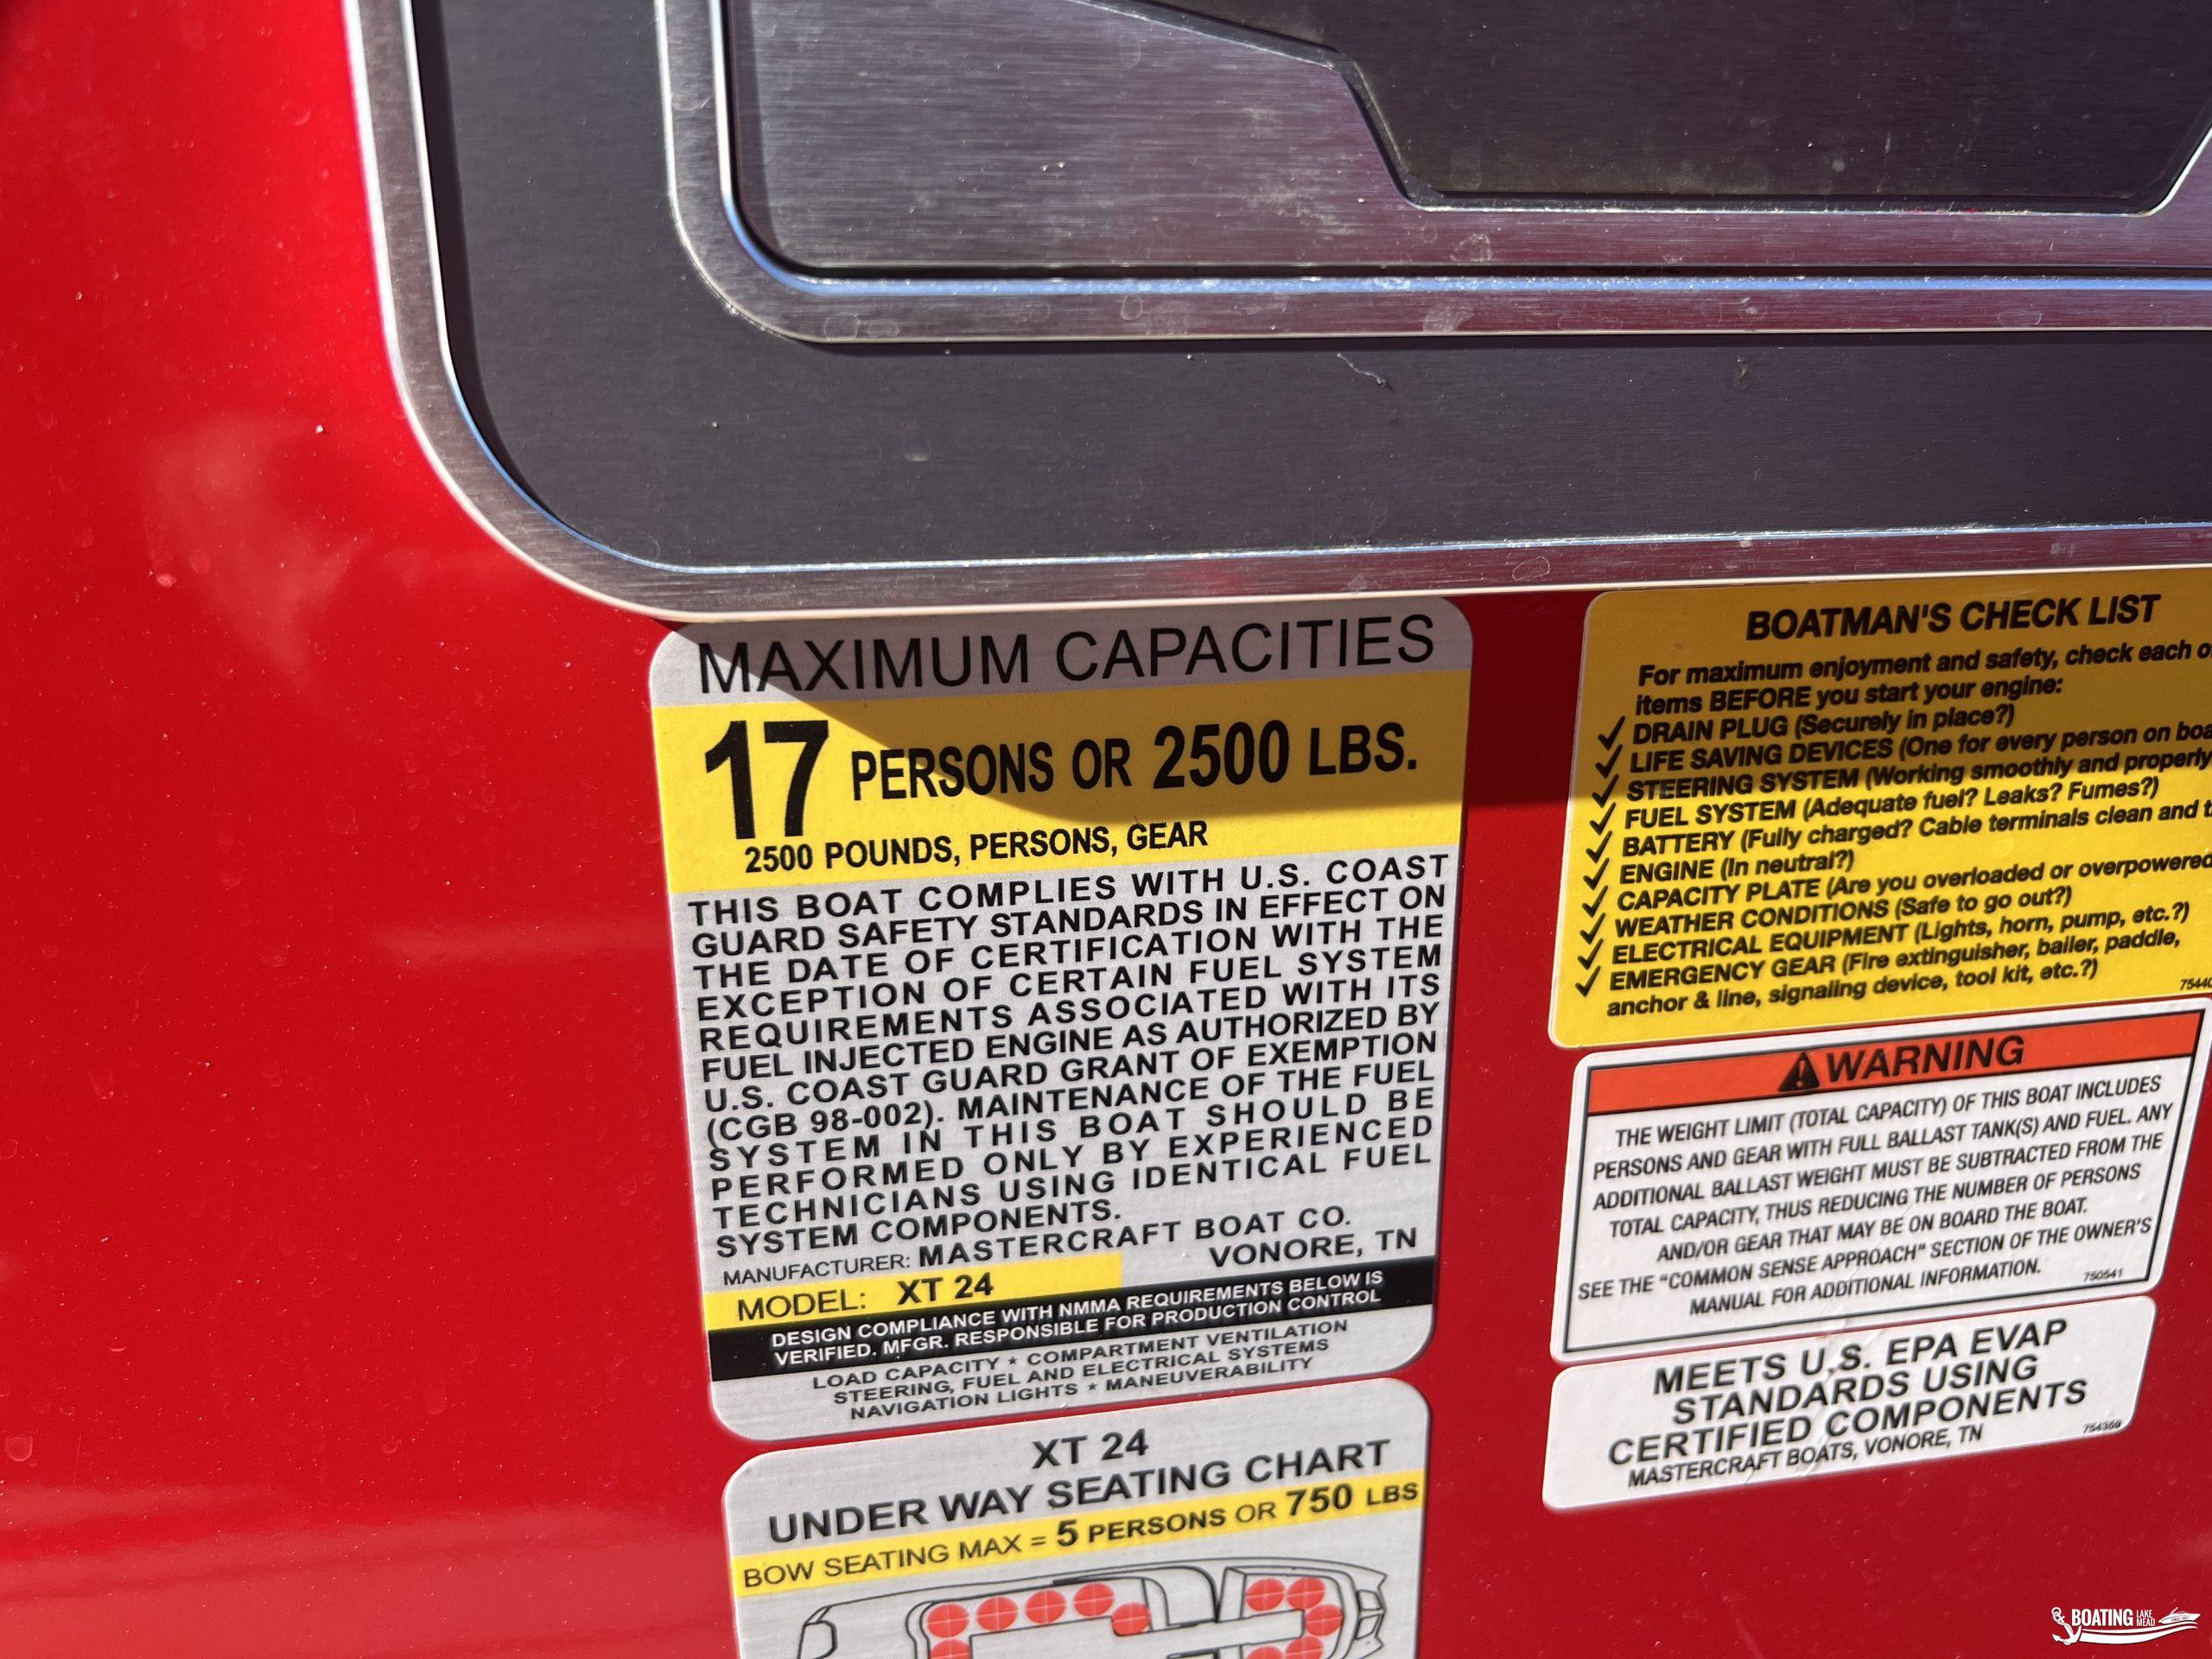 MAXIMUM CAPACITIES
17 PERSONS OR 2500 LBS.
2500 POUNDS, PERSONS, GEAR
THIS BOAT COMPLIES WITH U.S. COAST
GUARD SAFETY STANDARDS IN EFFECT ON
THE DATE OF CERTIFICATION WITH THE
EXCEPTION OF CERTAIN FUEL SYSTEM
REQUIREMENTS ASSOCIATED WITH ITS
FUEL INJECTED ENGINE AS AUTHORIZED BY
U.S. COAST GUARD GRANT OF EXEMPTION
(CGB 98-002). MAINTENANCE OF THE FUEL
SYSTEM IN THIS BOAT SHOULD BE
PERFORMED ONLY BY EXPERIENCED
TECHNICIANS USING IDENTICAL FUEL
SYSTEM COMPONENTS.
MANUFACTURER: MASTERCRAFT BOAT CO.
VONORE, TN
MODEL: XT 24
DESIGN COMPLIANCE WITH NMMA REQUIREMENTS BELOW IS
VERIFIED. MFGR. RESPONSIBLE FOR PRODUCTION CONTROL
LOAD CAPACITY * COMPARTMENT VENTILATION
STEERING, FUEL AND ELECTRICAL SYSTEMS
NAVIGATION LIGHTS * MANEUVERABILITY
XT 24
UNDER WAY SEATING CHART
BOW SEATING MAX = 5 PERSONS OR 750 LBS
BOATMAN'S CHECK LIST
For maximum enjoyment and safety, check each
items BEFORE you start your engine:
✓ DRAIN PLUG (Securely in place?)
✓ LIFE SAVING DEVICES (One for every person on
✓ STEERING SYSTEM (Working smoothly and properly
✓ FUEL SYSTEM (Adequate fuel? Leaks? Fumes?)
✓ BATTERY (Fully charged? Cable terminals clean and
✓ ENGINE (In neutral?)
✓ CAPACITY PLATE (Are you overloaded or overpowered
✓ WEATHER CONDITIONS (Safe to go out?)
✓ ELECTRICAL EQUIPMENT (Lights, horn, pump, etc.?)
✓ EMERGENCY GEAR (Fire extinguisher, bailer, paddle,
anchor & line, signaling device, tool kit, etc.?)
WARNING
THE WEIGHT LIMIT (TOTAL CAPACITY) OF THIS BOAT INCLUDES
PERSONS AND GEAR WITH FULL BALLAST TANK(S) AND FUEL. ANY
ADDITIONAL BALLAST WEIGHT MUST BE SUBTRACTED FROM THE
TOTAL CAPACITY, THUS REDUCING THE NUMBER OF PERSONS
AND/OR GEAR THAT MAY BE ON BOARD THE BOAT.
SEE THE "COMMON SENSE APPROACH" SECTION OF THE OWNER'S
MANUAL FOR ADDITIONAL INFORMATION.
750541
MEETS U.S. EPA EVAP
STANDARDS USING
CERTIFIED COMPONENTS
MASTERCRAFT BOATS, VONORE, TN
754359
BOATING LAKE MEAD